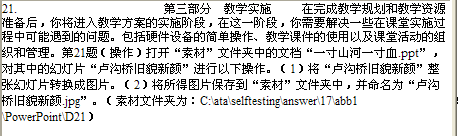 21.　　　　　　第三部分　教学实施　　在完成教学规划和教学资源
准备后，你将进入教学方案的实施阶段，在这一阶段，你需要解决一些在课堂实施过
程中可能遇到的问题。包括硬件设备的简单操作、教学课件的使用以及课堂活动的组
织和管理。第21题（操作）打开“素材”文件夹中的文档“一寸山河一寸血.ppt”，
对其中的幻灯片“卢沟桥旧貌新颜”进行以下操作。（1）将“卢沟桥旧貌新颜”整
张幻灯片转换成图片。（2）将所得图片保存到“素材”文件夹中，并命名为“卢沟
桥旧貌新颜.jpg”。（素材文件夹为：C:\ata\selftesting\answer\17\abb1
\PowerPoint\D21）